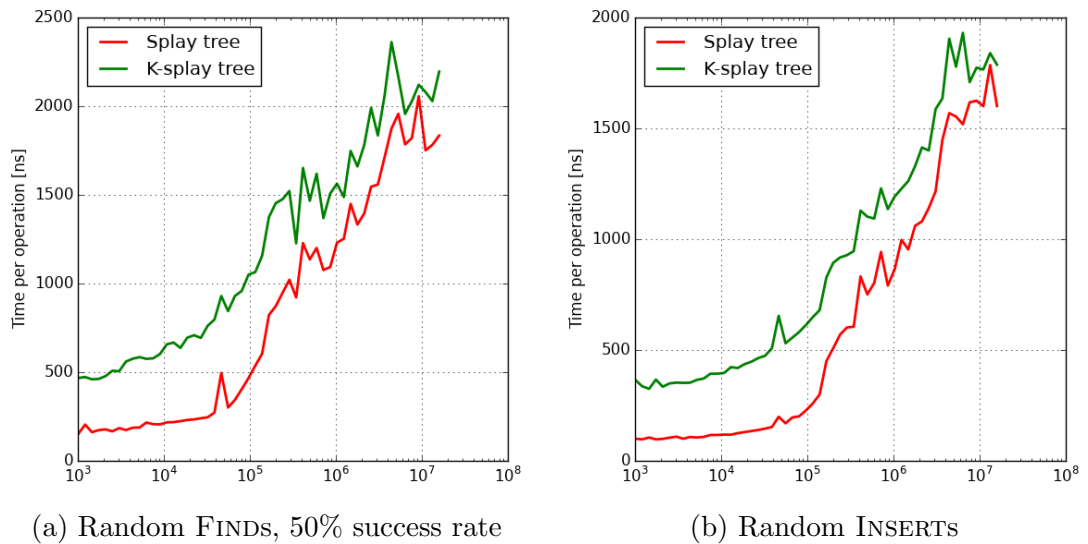 2500
2000
1500
1000
500
0
Time per operation [ns]
Splay tree
K-splay tree
10^3
10^4
10^5
10^6
10^7
10^8
(a) Random FINDs, 50% success rate
2000
1500
1000
500
0
Time per operation [ns]
Splay tree
K-splay tree
10^3
10^4
10^5
10^6
10^7
10^8
(b) Random INSERTs